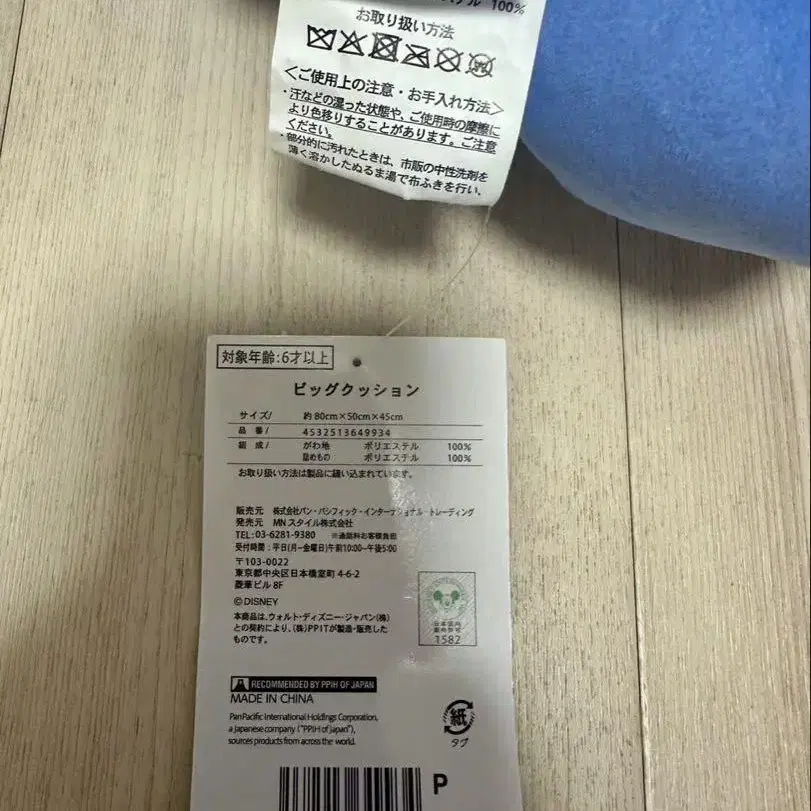 ステル 100%
お取り扱い方法
＜ご使用上の注意・お手入れ方法＞
・汗などの湿った状態や、ご使用時の摩擦に
より色移りすることがあります。ご注意
ください。
・部分的に汚れたときは、市販の中性洗剤を
薄く溶かしたぬるま湯で布ふきを行い、
対象年齢:6才以上
ビッグクッション
サイズ/ 約80cm×50cm×45cm
品番/ 4532513649934
組成/ がわ地 ポリエステル 100%
詰めもの ポリエステル 100%
お取り扱い方法は製品に縫い込まれています。
販売元 株式会社パン・パシフィック・インターナショナル・トレーディング
発売元 MNスタイル株式会社
TEL:03-6281-9380 ※通話料お客様負担
受付時間:平日(月~金曜日)午前10:00~午後5:00
〒103-0022
東京都中央区日本橋室町4-6-2
菱華ビル8F
©DISNEY
本商品は、ウォルト・ディズニー・ジャパン(株)
との契約により、(株)PPITが製造・販売した
ものです。
日本国内
販売許可
1582
RECOMMENDED BY PPIH OF JAPAN
MADE IN CHINA
Pan Pacific International Holdings Corporation,
a Japanese company ("PPIH of Japan"),
sources products from across the world.
紙
タグ
P